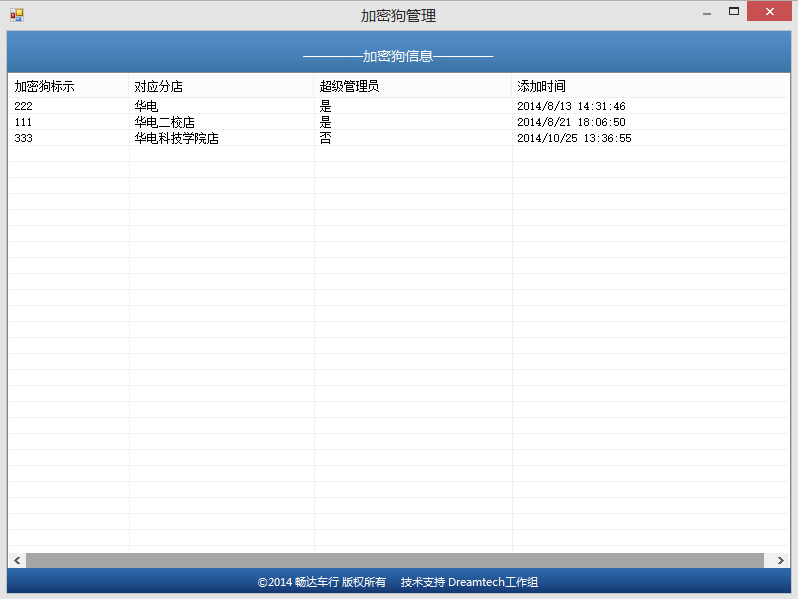 加密狗管理
————加密狗信息————
加密狗标示 对应分店 超级管理员 添加时间
222 华电 是 2014/8/13 14:31:46
111 华电二校店 是 2014/8/21 18:06:50
333 华电科技学院店 否 2014/10/25 13:36:55
©2014 畅达车行 版权所有 技术支持 Dreamtech工作组